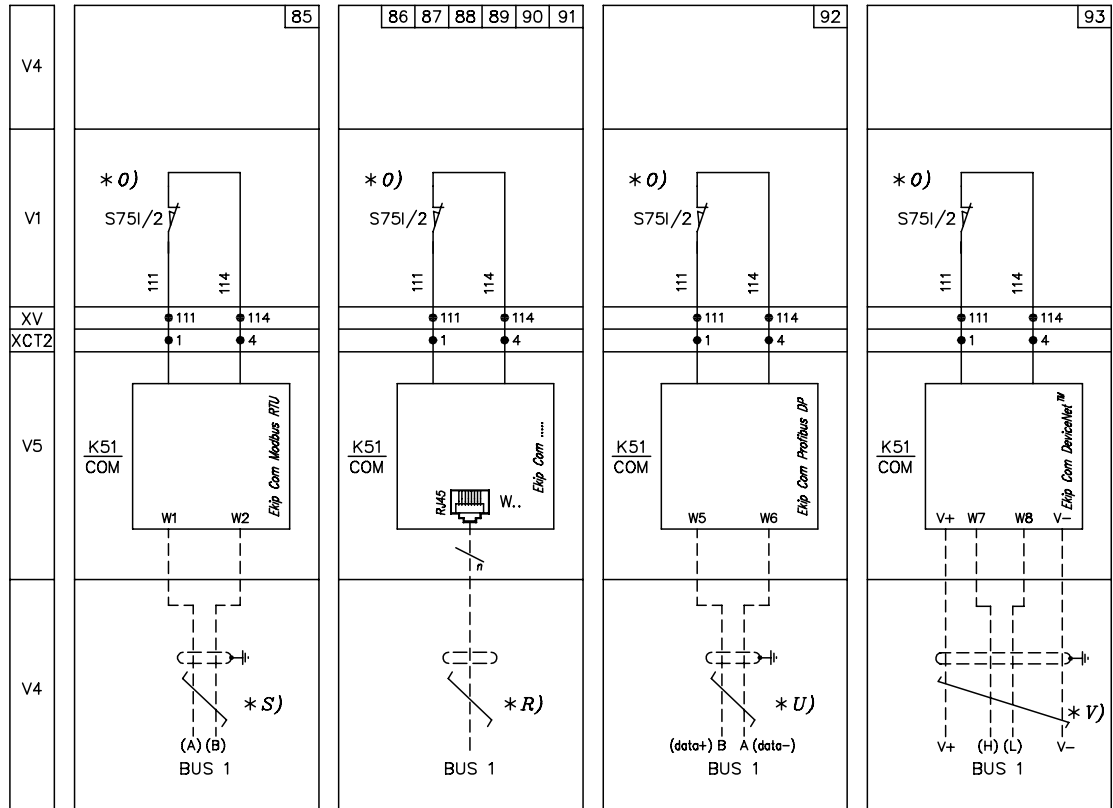 V4
V1
XV
XCT2
V5
V4
85
*O)
S75I/2
111
114
111
114
1
4
K51
COM
Ekip Com Modbus RTU
W1
W2
*S)
(A) (B)
BUS 1
86 87 88 89 90 91
*O)
S75I/2
111
114
111
114
1
4
K51
COM
Ekip Com .....
RJ45
W..
n
*R)
BUS 1
92
*O)
S75I/2
111
114
111
114
1
4
K51
COM
Ekip Com Profibus DP
W5
W6
*U)
(data+) B A (data-)
BUS 1
93
*O)
S75I/2
111
114
111
114
1
4
K51
COM
Ekip Com DeviceNet™
V+ W7 W8 V-
*V)
V+ (H) (L) V-
BUS 1